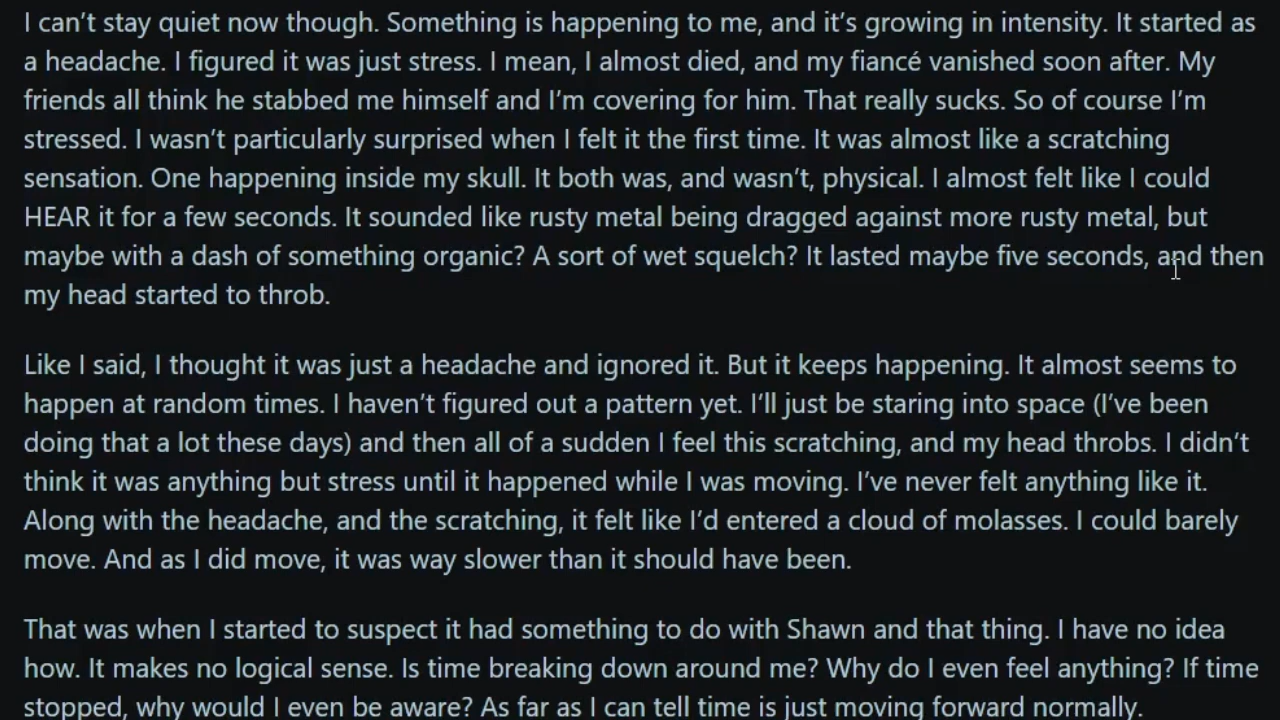 I can’t stay quiet now though. Something is happening to me, and it’s growing in intensity. It started as
a headache. I figured it was just stress. I mean, I almost died, and my fiancé vanished soon after. My
friends all think he stabbed me himself and I’m covering for him. That really sucks. So of course I’m
stressed. I wasn’t particularly surprised when I felt it the first time. It was almost like a scratching
sensation. One happening inside my skull. It both was, and wasn’t, physical. I almost felt like I could
HEAR it for a few seconds. It sounded like rusty metal being dragged against more rusty metal, but
maybe with a dash of something organic? A sort of wet squelch? It lasted maybe five seconds, and then
my head started to throb.
Like I said, I thought it was just a headache and ignored it. But it keeps happening. It almost seems to
happen at random times. I haven’t figured out a pattern yet. I’ll just be staring into space (I’ve been
doing that a lot these days) and then all of a sudden I feel this scratching, and my head throbs. I didn’t
think it was anything but stress until it happened while I was moving. I’ve never felt anything like it.
Along with the headache, and the scratching, it felt like I’d entered a cloud of molasses. I could barely
move. And as I did move, it was way slower than it should have been.
That was when I started to suspect it had something to do with Shawn and that thing. I have no idea
how. It makes no logical sense. Is time breaking down around me? Why do I even feel anything? If time
stopped, why would I even be aware? As far as I can tell time is just moving forward normally.